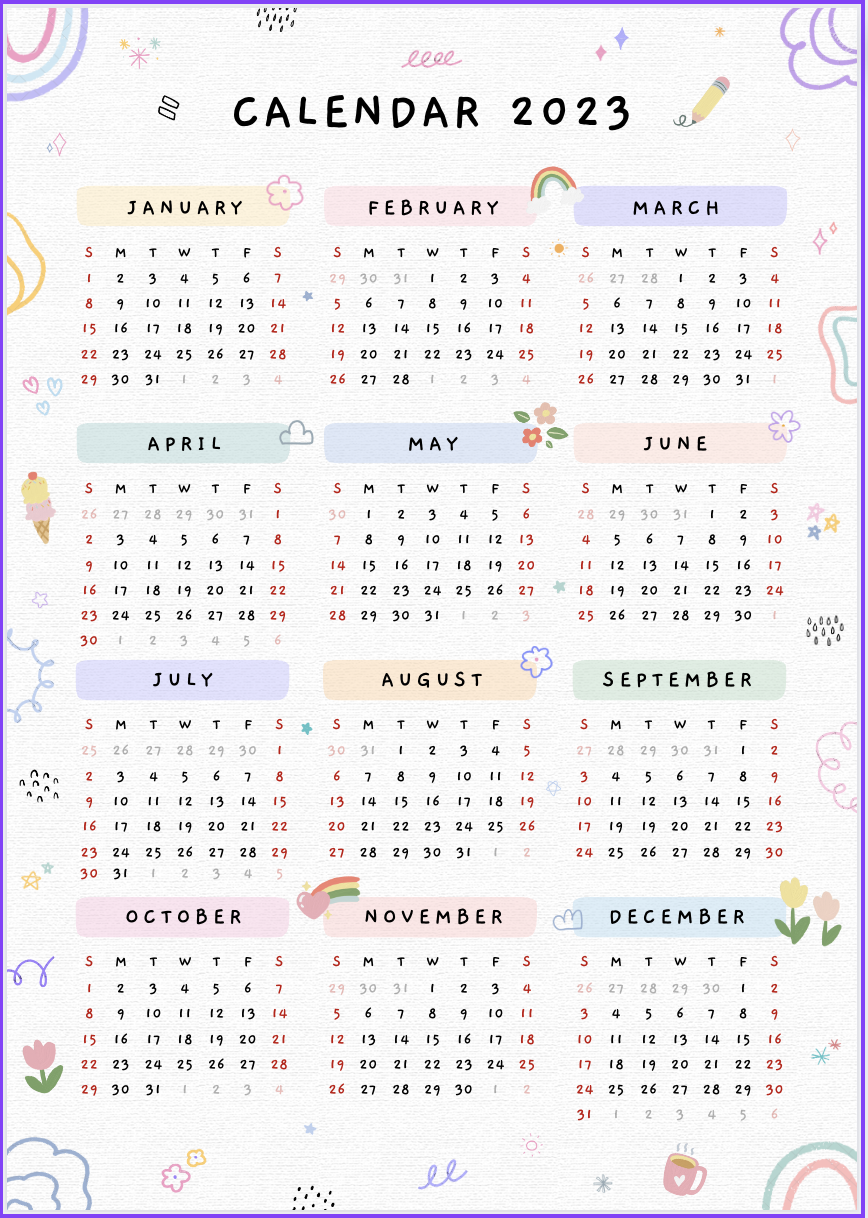 CALENDAR 2023
JANUARY
S M T W T F S
1 2 3 4 5 6 7
8 9 10 11 12 13 14
15 16 17 18 19 20 21
22 23 24 25 26 27 28
29 30 31 1 2 3 4
FEBRUARY
S M T W T F S
29 30 31 1 2 3 4
5 6 7 8 9 10 11
12 13 14 15 16 17 18
19 20 21 22 23 24 25
26 27 28 1 2 3 4
MARCH
S M T W T F S
26 27 28 1 2 3 4
5 6 7 8 9 10 11
12 13 14 15 16 17 18
19 20 21 22 23 24 25
26 27 28 29 30 31 1
APRIL
S M T W T F S
26 27 28 29 30 31 1
2 3 4 5 6 7 8
9 10 11 12 13 14 15
16 17 18 19 20 21 22
23 24 25 26 27 28 29
30 1 2 3 4 5 6
MAY
S M T W T F S
30 1 2 3 4 5 6
7 8 9 10 11 12 13
14 15 16 17 18 19 20
21 22 23 24 25 26 27
28 29 30 31 1 2 3
JUNE
S M T W T F S
28 29 30 31 1 2 3
4 5 6 7 8 9 10
11 12 13 14 15 16 17
18 19 20 21 22 23 24
25 26 27 28 29 30 1
JULY
S M T W T F S
25 26 27 28 29 30 1
2 3 4 5 6 7 8
9 10 11 12 13 14 15
16 17 18 19 20 21 22
23 24 25 26 27 28 29
30 31 1 2 3 4 5
AUGUST
S M T W T F S
30 31 1 2 3 4 5
6 7 8 9 10 11 12
13 14 15 16 17 18 19
20 21 22 23 24 25 26
27 28 29 30 31 1 2
SEPTEMBER
S M T W T F S
27 28 29 30 31 1 2
3 4 5 6 7 8 9
10 11 12 13 14 15 16
17 19 19 20 21 22 23
24 25 26 27 28 29 30
OCTOBER
S M T W T F S
1 2 3 4 5 6 7
8 9 10 11 12 13 14
15 16 17 18 19 20 21
22 23 24 25 26 27 28
29 30 31 1 2 3 4
NOVEMBER
S M T W T F S
29 30 31 1 2 3 4
5 6 7 8 9 10 11
12 13 14 15 16 17 18
19 20 21 22 23 24 25
26 27 28 29 30 1 2
DECEMBER
S M T W T F S
26 27 28 29 30 1 2
3 4 5 6 7 8 9
10 11 12 13 14 15 16
17 18 19 20 21 22 23
24 25 26 27 28 29 30
31 1 2 3 4 5 6